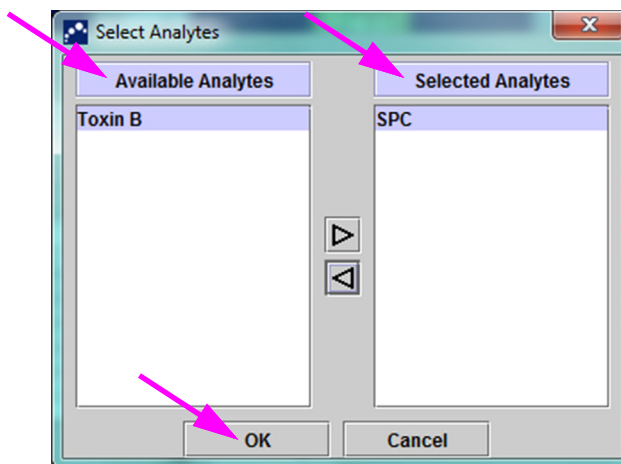 Select Analytes
Available Analytes
Selected Analytes
Toxin B
SPC
OK
Cancel